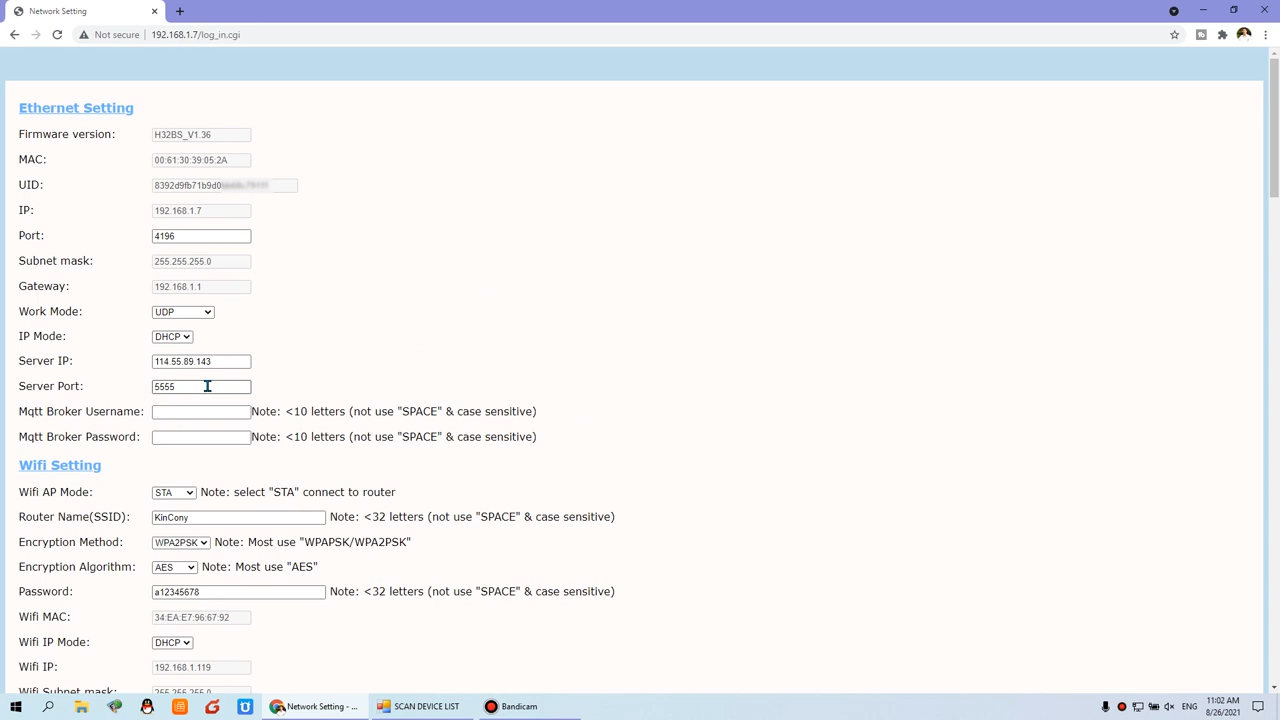 Network Setting
Not secure 192.168.1.7/log_in.cgi
Ethernet Setting
Firmware version: H32BS_V1.36
MAC: 00:61:30:39:05:2A
UID: 8392d9fb71b9d0
IP: 192.168.1.7
Port: 4196
Subnet mask: 255.255.255.0
Gateway: 192.168.1.1
Work Mode: UDP
IP Mode: DHCP
Server IP: 114.55.89.143
Server Port: 5555
Mqtt Broker Username: Note: <10 letters (not use "SPACE" & case sensitive)
Mqtt Broker Password: Note: <10 letters (not use "SPACE" & case sensitive)
Wifi Setting
Wifi AP Mode: STA Note: select "STA" connect to router
Router Name(SSID): KinCony Note: <32 letters (not use "SPACE" & case sensitive)
Encryption Method: WPA2PSK Note: Most use "WPAPSK/WPA2PSK"
Encryption Algorithm: AES Note: Most use "AES"
Password: a12345678 Note: <32 letters (not use "SPACE" & case sensitive)
Wifi MAC: 34:EA:E7:96:67:92
Wifi IP Mode: DHCP
Wifi IP: 192.168.1.119
Wifi Subnet mask: 255.255.255.0
Network Setting - ... SCAN DEVICE LIST Bandicam ENG 11:02 AM
8/26/2021